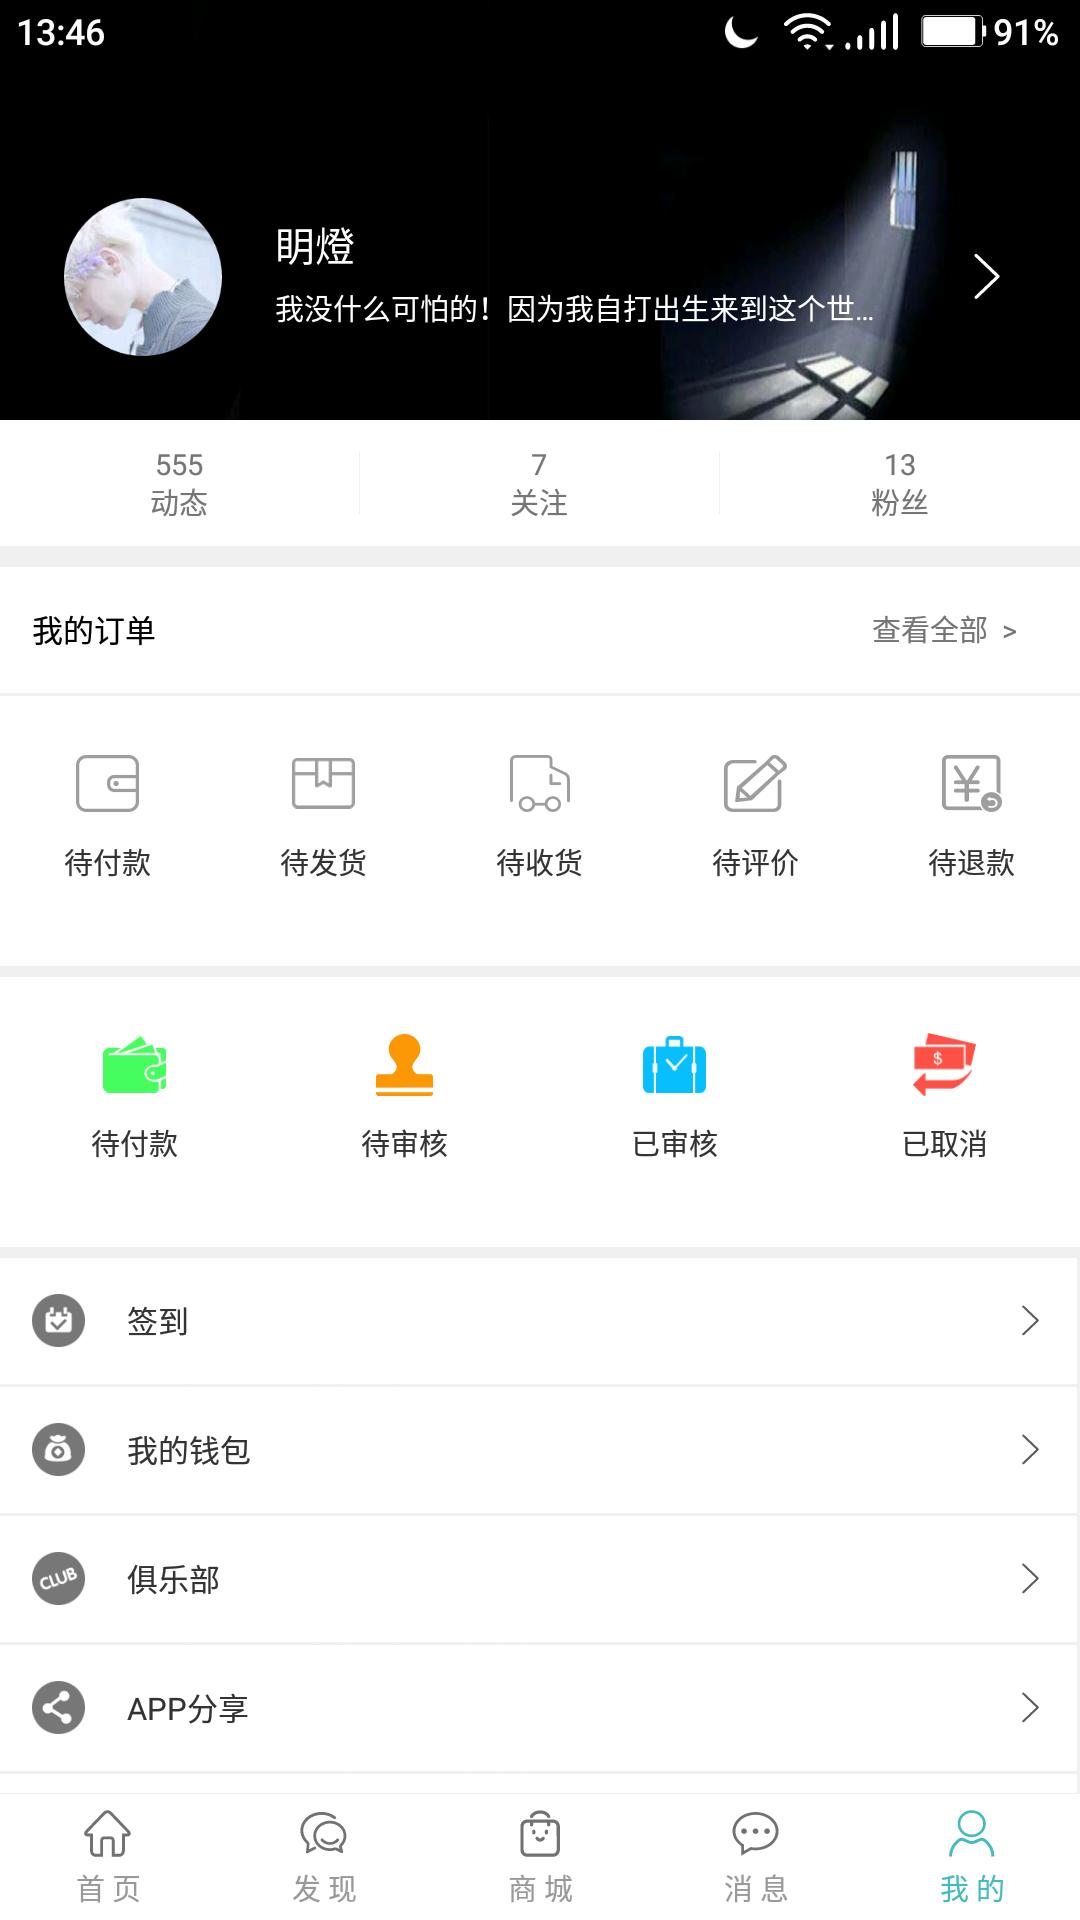 13:46
91%
明燈
我没什么可怕的！因为我自打出生来到这个世...
555
动态
7
关注
13
粉丝
我的订单
查看全部 >
待付款
待发货
待收货
待评价
待退款
待付款
待审核
已审核
已取消
签到
我的钱包
CLUB
俱乐部
APP分享
首页
发现
商城
消息
我的